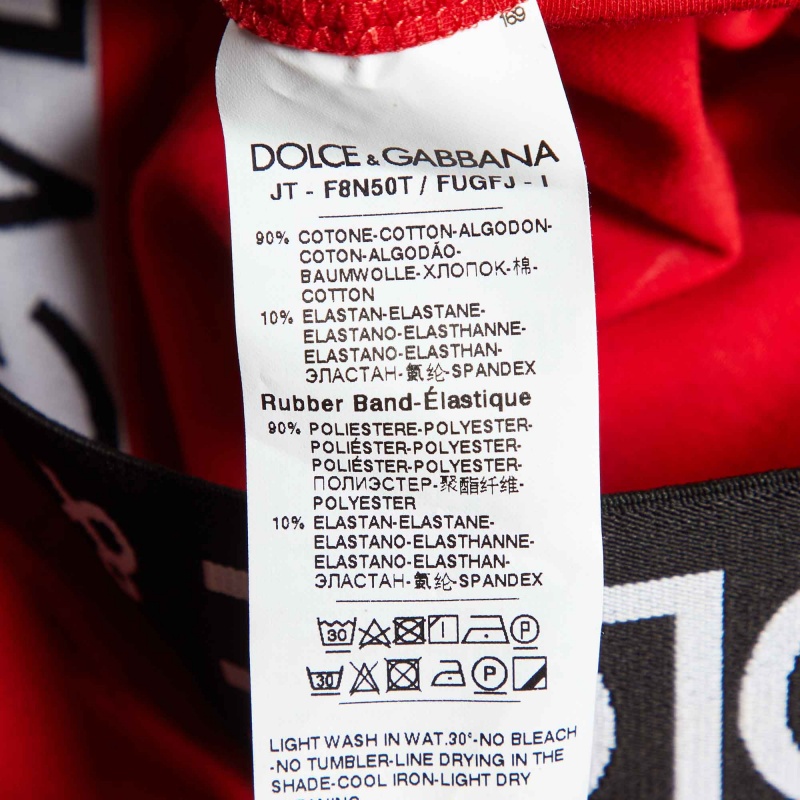 169
DOLCE & GABBANA
JT - F8N50T / FUGFJ - I
90% COTONE-COTTON-ALGODON-
COTON-ALGODÃO-
BAUMWOLLE-ХЛОПОК-棉-
COTTON
10% ELASTAN-ELASTANE-
ELASTANO-ELASTHANNE-
ELASTANO-ELASTHAN-
ЭЛАСТАН-氨纶-SPANDEX
Rubber Band-Élastique
90% POLIESTERE-POLYESTER-
POLIÉSTER-POLYESTER-
POLIÉSTER-POLYESTER-
ПОЛИЭСТЕР-聚酯纤维-
POLYESTER
10% ELASTAN-ELASTANE-
ELASTANO-ELASTHANNE-
ELASTANO-ELASTHAN-
ЭЛАСТАН-氨纶-SPANDEX
30 P
30 P
LIGHT WASH IN WAT.30°-NO BLEACH
-NO TUMBLER-LINE DRYING IN THE
SHADE-COOL IRON-LIGHT DRY